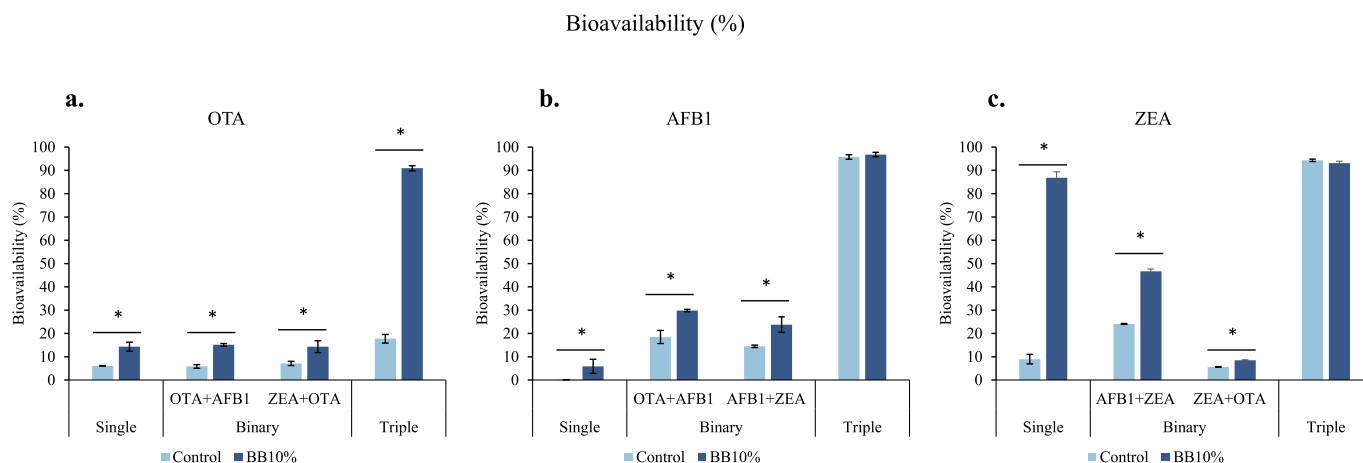 Bioavailability (%)
a.
OTA
Bioavailability (%)
100
90
80
70
60
50
40
30
20
10
0
*
*
*
*
OTA+AFB1
ZEA+OTA
Single
Binary
Triple
Control
BB10%
b.
AFB1
Bioavailability (%)
100
90
80
70
60
50
40
30
20
10
0
*
*
*
OTA+AFB1
AFB1+ZEA
Single
Binary
Triple
Control
BB10%
c.
ZEA
Bioavailability (%)
100
90
80
70
60
50
40
30
20
10
0
*
*
*
AFB1+ZEA
ZEA+OTA
Single
Binary
Triple
Control
BB10%